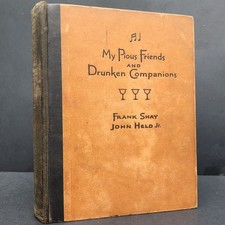 My Pious Friends
AND
Drunken Companions
FRANK SHAY
JOHN HELD Jr.